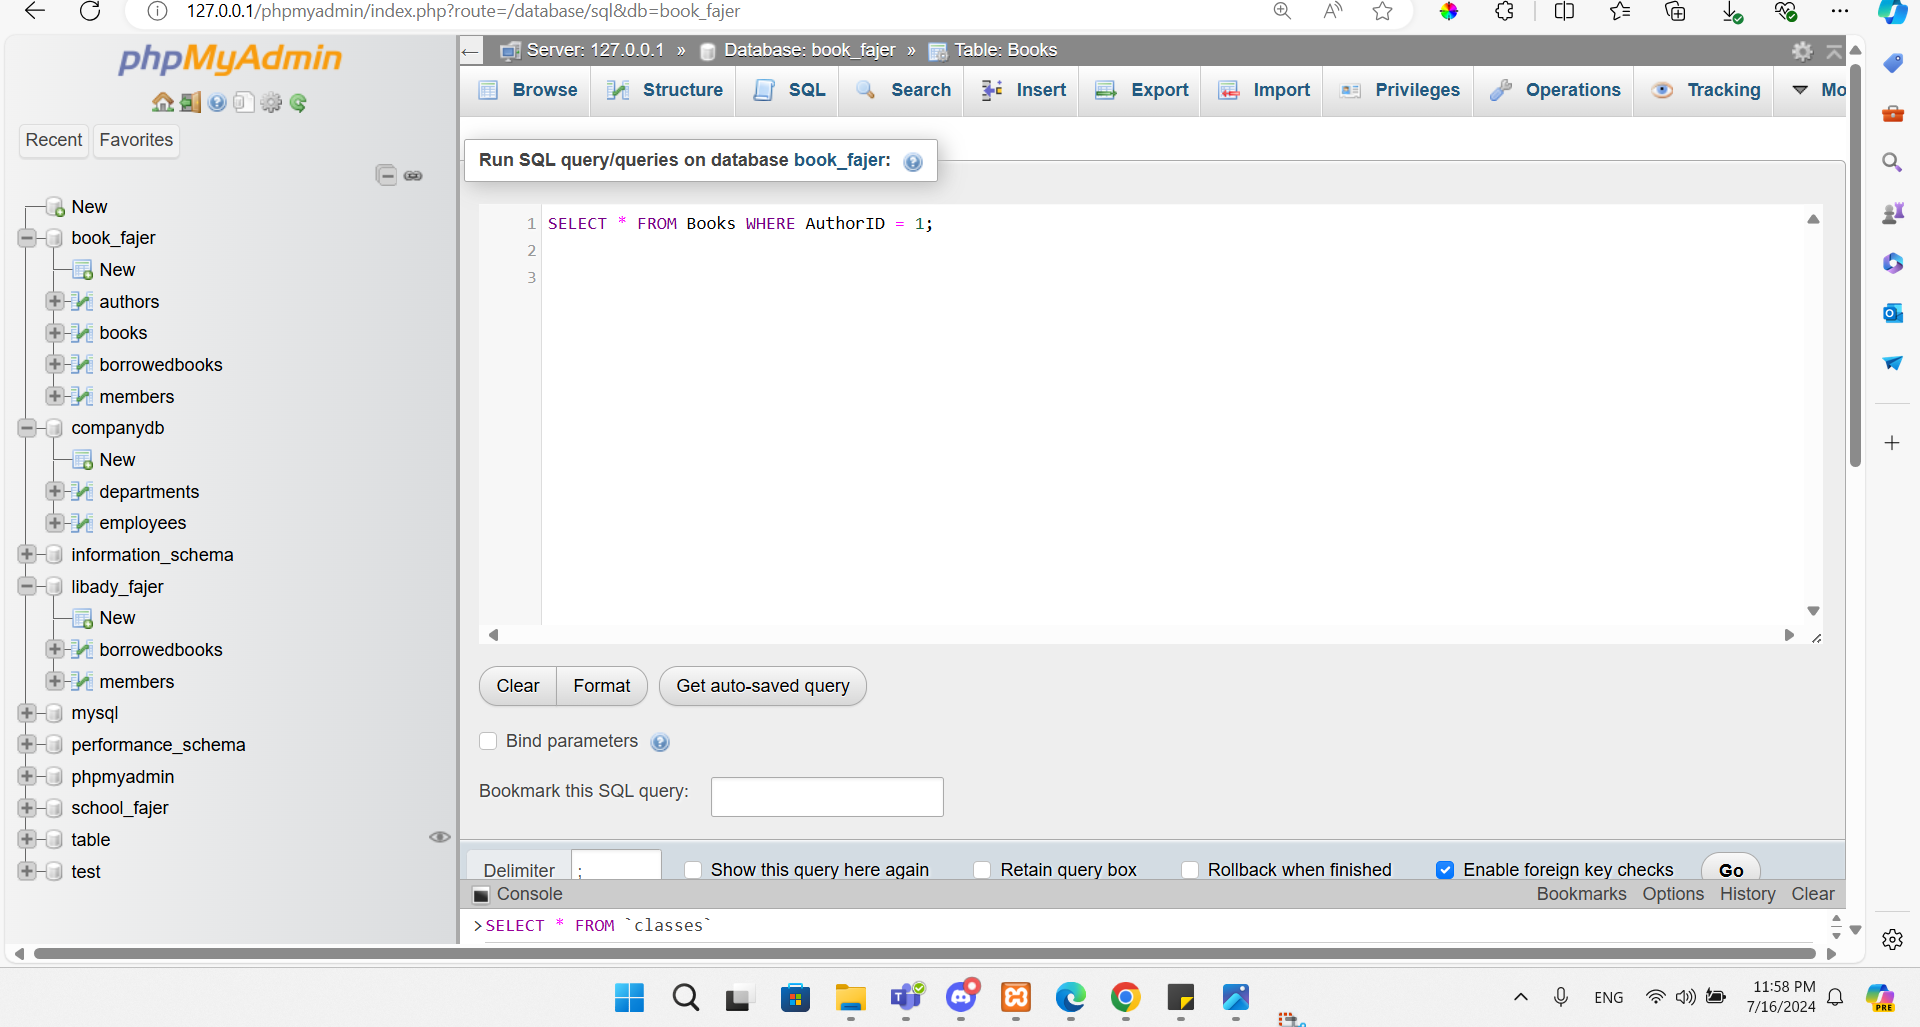 127.0.0.1/phpmyadmin/index.php?route=/database/sql&db=book_fajer
phpMyAdmin
Recent Favorites
New
book_fajer
New
authors
books
borrowedbooks
members
companydb
New
departments
employees
information_schema
libady_fajer
New
borrowedbooks
members
mysql
performance_schema
phpmyadmin
school_fajer
table
test
Server: 127.0.0.1 » Database: book_fajer » Table: Books
Browse Structure SQL Search Insert Export Import Privileges Operations Tracking Mo
Run SQL query/queries on database book_fajer:
1 SELECT * FROM Books WHERE AuthorID = 1;
2
3
Clear Format Get auto-saved query
Bind parameters
Bookmark this SQL query:
Delimiter ; Show this query here again Retain query box Rollback when finished Enable foreign key checks Go
Console Bookmarks Options History Clear
>SELECT * FROM `classes`
ENG
11:58 PM
7/16/2024
PRE